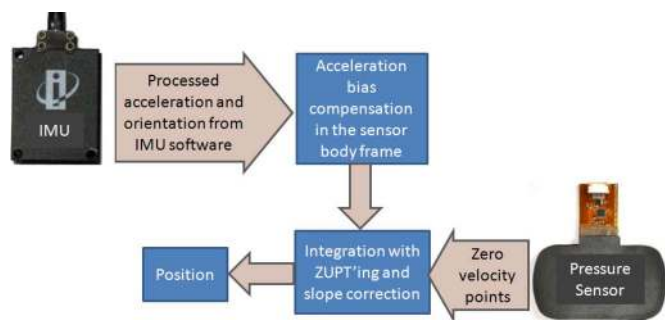 IMU
Processed
acceleration and
orientation from
IMU software
Acceleration
bias
compensation
in the sensor
body frame
Position
Integration with
ZUPT'ing and
slope correction
Zero
velocity
points
Pressure
Sensor